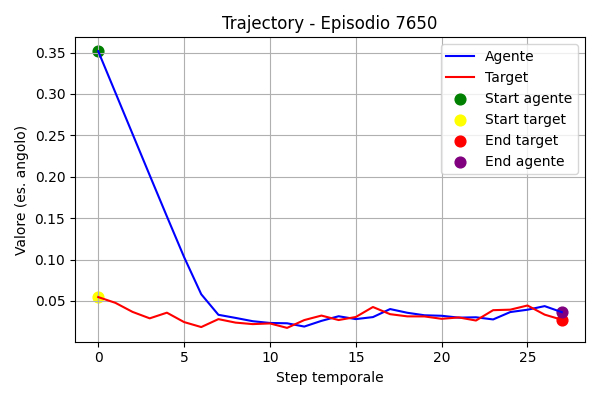 Trajectory - Episodio 7650
Agente
Target
Start agente
Start target
End target
End agente
Valore (es. angolo)
0.35
0.30
0.25
0.20
0.15
0.10
0.05
0
5
10
15
20
25
Step temporale